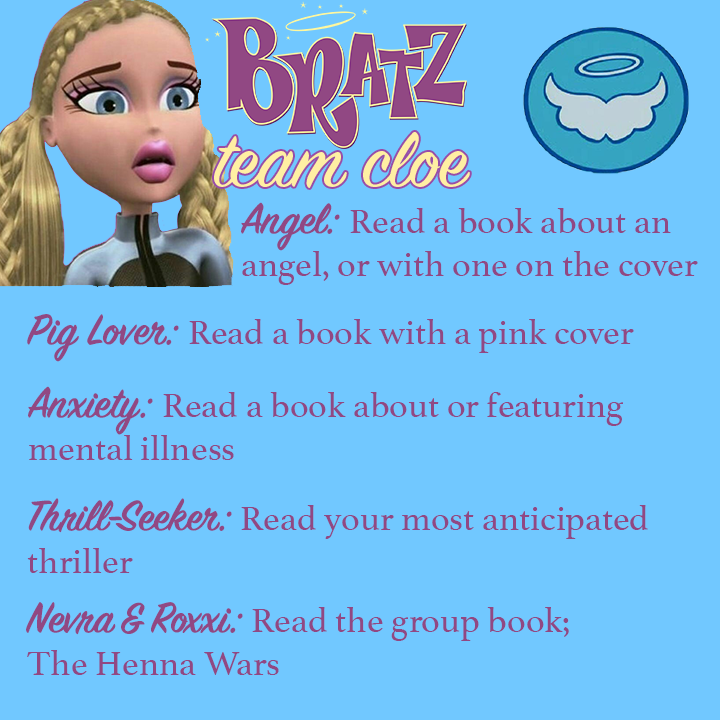 BRATZ
team cloe
Angel: Read a book about an
angel, or with one on the cover
Pig Lover: Read a book with a pink cover
Anxiety: Read a book about or featuring
mental illness
Thrill-Seeker: Read your most anticipated
thriller
Nevra & Roxxi: Read the group book;
The Henna Wars